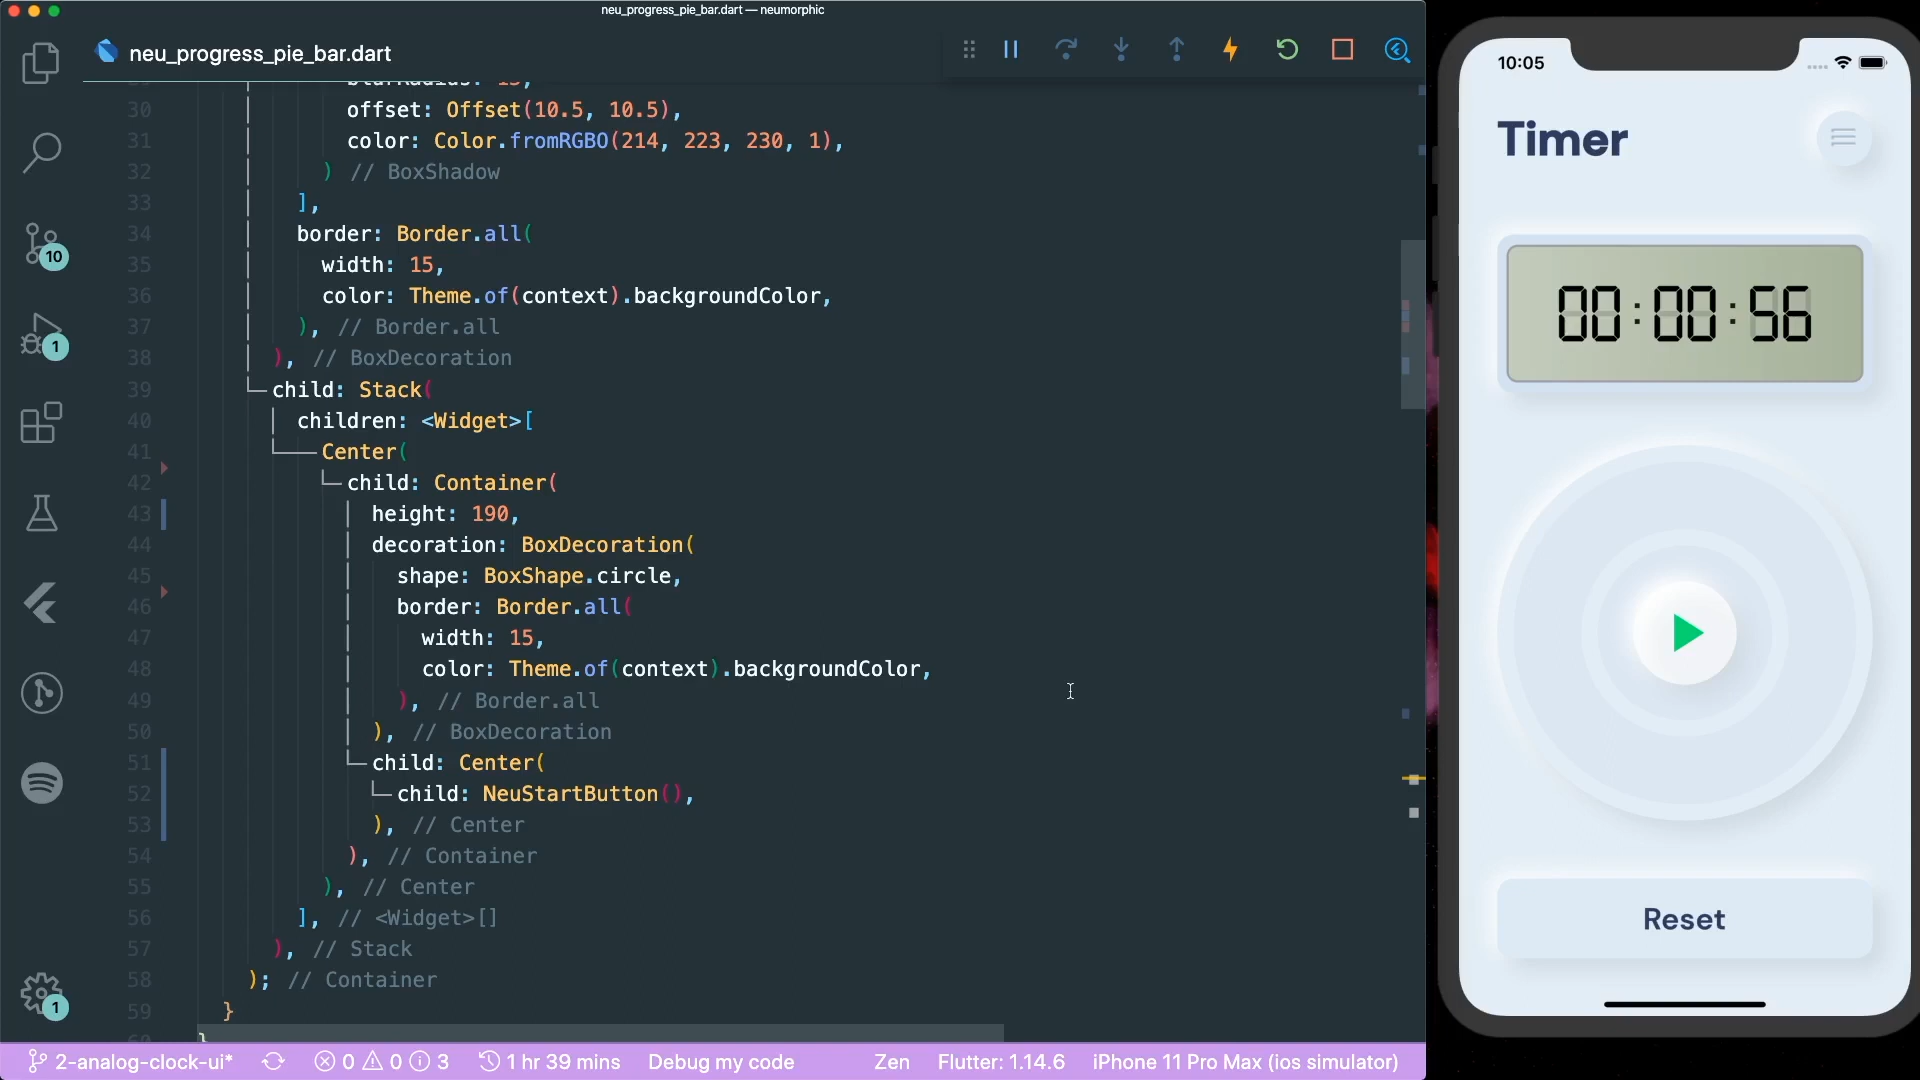 neu_progress_pie_bar.dart — neumorphic
neu_progress_pie_bar.dart
blurRadius: 15,
30 offset: Offset(10.5, 10.5),
31 color: Color.fromRGBO(214, 223, 230, 1),
32 ) // BoxShadow
33 ],
34 border: Border.all(
35 width: 15,
36 color: Theme.of(context).backgroundColor,
37 ), // Border.all
38 ), // BoxDecoration
39 child: Stack(
40 children: <Widget>[
41 Center(
42 child: Container(
43 height: 190,
44 decoration: BoxDecoration(
45 shape: BoxShape.circle,
46 border: Border.all(
47 width: 15,
48 color: Theme.of(context).backgroundColor,
49 ), // Border.all
50 ), // BoxDecoration
51 child: Center(
52 child: NeuStartButton(),
53 ), // Center
54 ), // Container
55 ), // Center
56 ], // <Widget>[]
57 ), // Stack
58 ); // Container
59 }
60 }
10
1
1
2-analog-clock-ui* 0 0 3 1 hr 39 mins Debug my code Zen Flutter: 1.14.6 iPhone 11 Pro Max (ios simulator)
10:05
Timer
00:00:56
Reset